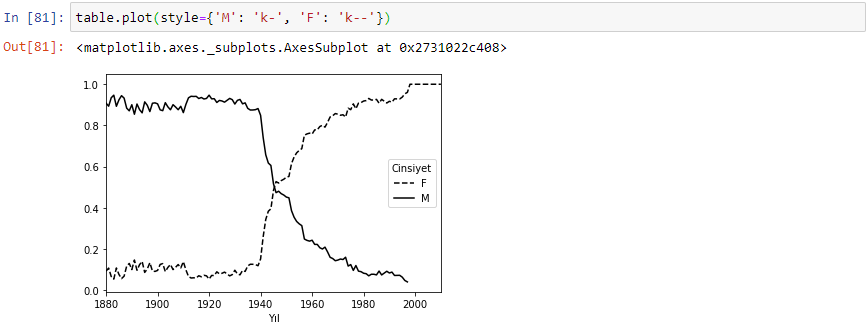 In [81]: table.plot(style={'M': 'k-', 'F': 'k--'})
Out[81]: <matplotlib.axes._subplots.AxesSubplot at 0x2731022c408>
1.0
0.8
0.6
0.4
0.2
0.0
Cinsiyet
F
M
1880 1900 1920 1940 1960 1980 2000
Yıl